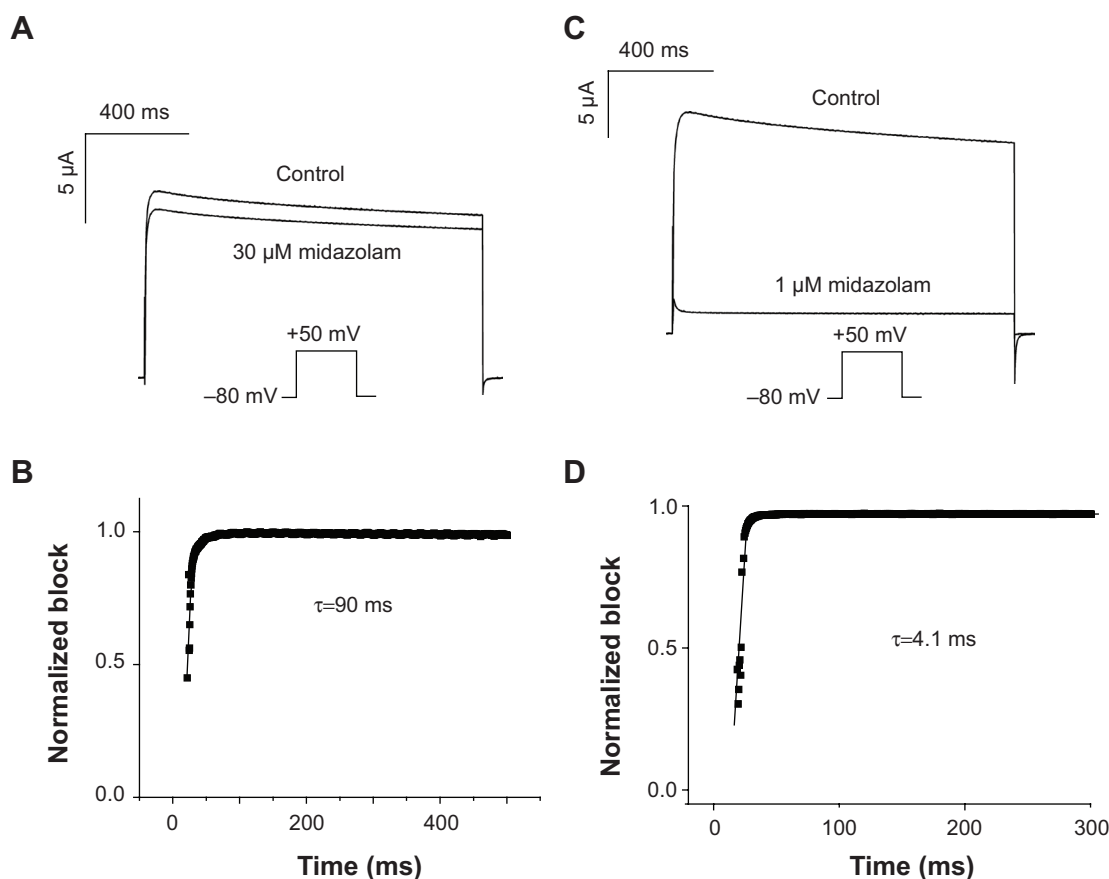 A
400 ms
5 µA
Control
30 µM midazolam
+50 mV
–80 mV
C
400 ms
5 µA
Control
1 µM midazolam
+50 mV
–80 mV
B
Normalized block
1.0
0.5
0.0
τ=90 ms
0
200
400
Time (ms)
D
Normalized block
1.0
0.5
0.0
τ=4.1 ms
0
100
200
300
Time (ms)